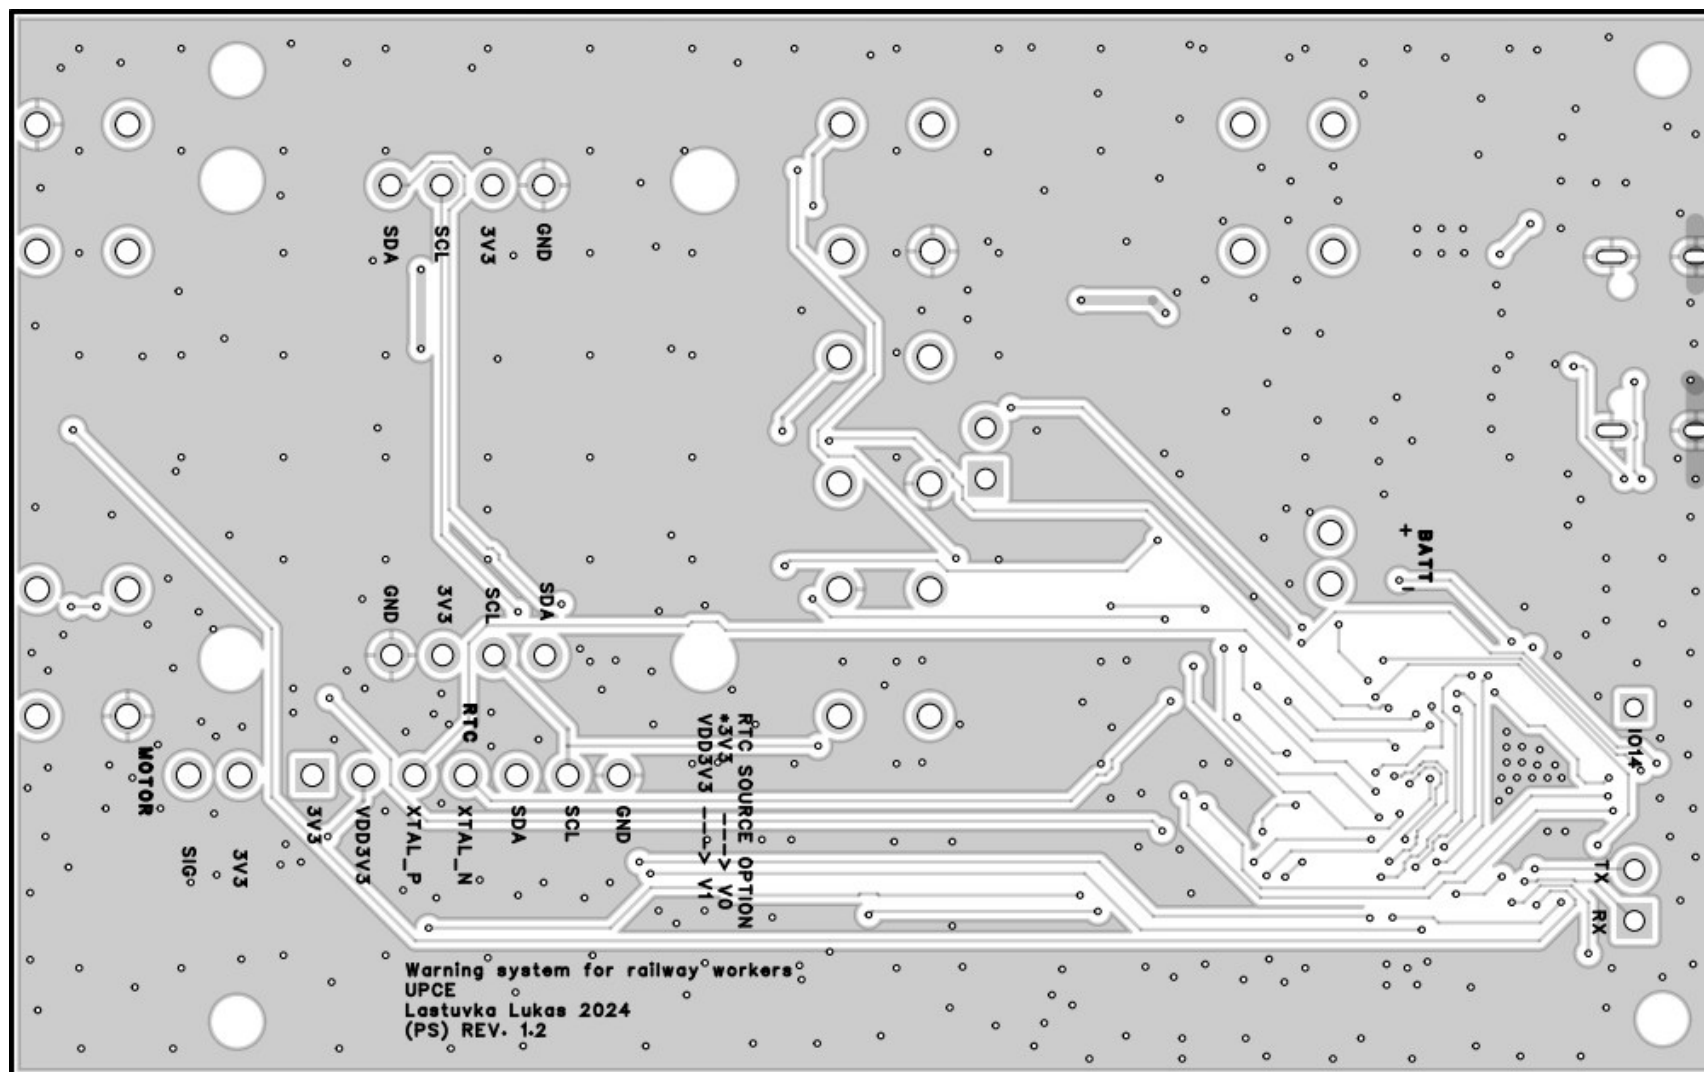 SDA
SCL
3V3
GND
+
BATT
-
GND
3V3
SCL
SDA
RTC
IO14
MOTOR
SIG
3V3
3V3
VDD3V3
XTAL_P
XTAL_N
SDA
SCL
GND
RTC SOURCE OPTION
*3V3 ---> V0
VDD3V3 ---> V1
TX
RX
Warning system for railway workers
UPCE
Lastuvka Lukas 2024
(PS) REV. 1.2